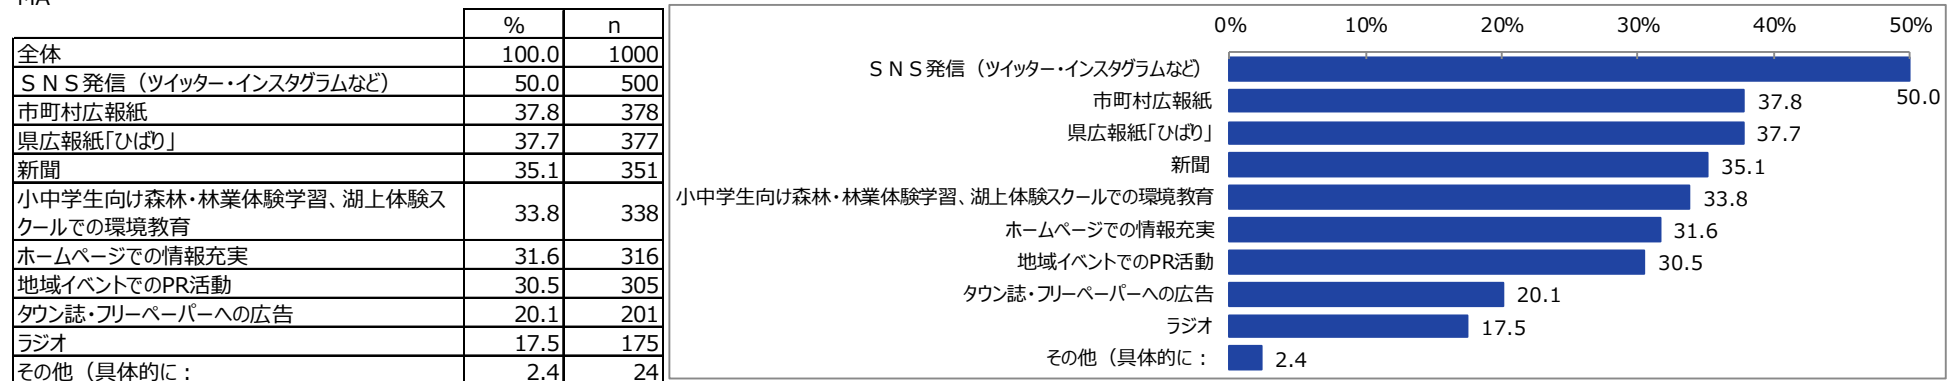 MA
% n
全体 100.0 1000
ＳＮＳ発信（ツイッター・インスタグラムなど） 50.0 500
市町村広報紙 37.8 378
県広報紙「ひばり」 37.7 377
新聞 35.1 351
小中学生向け森林・林業体験学習、湖上体験ス
クールでの環境教育 33.8 338
ホームページでの情報充実 31.6 316
地域イベントでのPR活動 30.5 305
タウン誌・フリーペーパーへの広告 20.1 201
ラジオ 17.5 175
その他（具体的に： 2.4 24
0% 10% 20% 30% 40% 50%
ＳＮＳ発信（ツイッター・インスタグラムなど） 50.0
市町村広報紙 37.8
県広報紙「ひばり」 37.7
新聞 35.1
小中学生向け森林・林業体験学習、湖上体験スクールでの環境教育 33.8
ホームページでの情報充実 31.6
地域イベントでのPR活動 30.5
タウン誌・フリーペーパーへの広告 20.1
ラジオ 17.5
その他（具体的に： 2.4